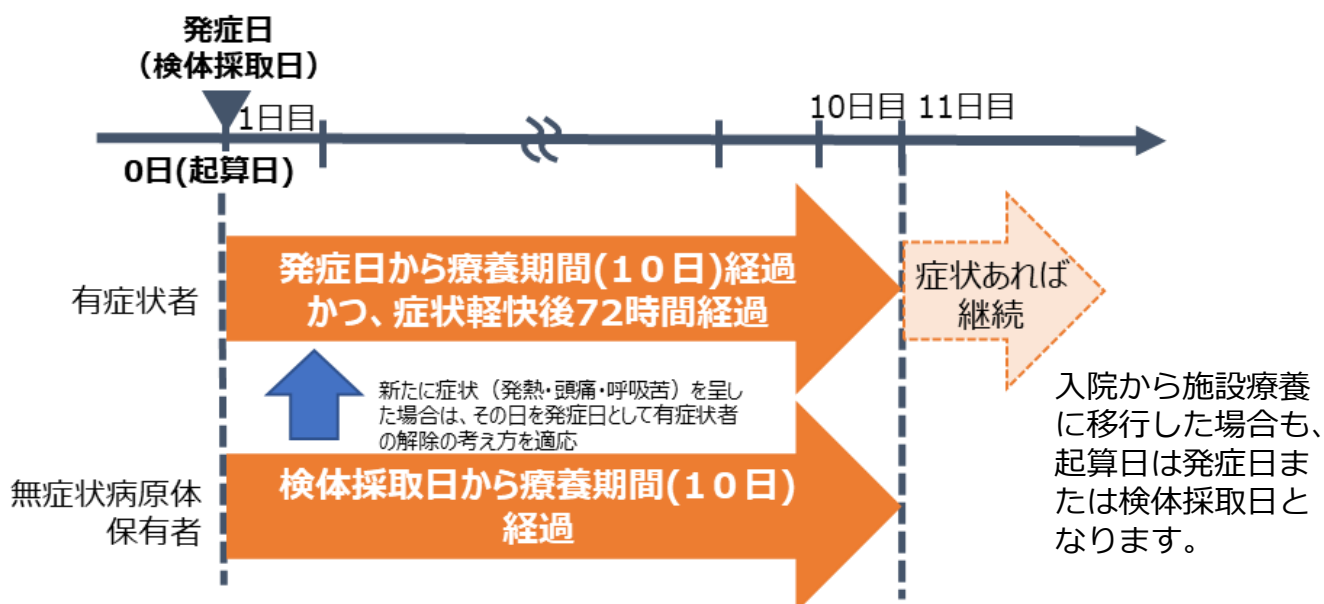 発症日
（検体採取日）
1日目
10日目
11日目
0日(起算日)
有症状者
発症日から療養期間(１０日)経過
かつ、症状軽快後72時間経過
症状あれば
継続
新たに症状（発熱・頭痛・呼吸苦）を呈し
た場合は、その日を発症日として有症状者
の解除の考え方を適応
無症状病原体
保有者
検体採取日から療養期間(１０日)
経過
入院から施設療養
に移行した場合も、
起算日は発症日ま
たは検体採取日と
なります。